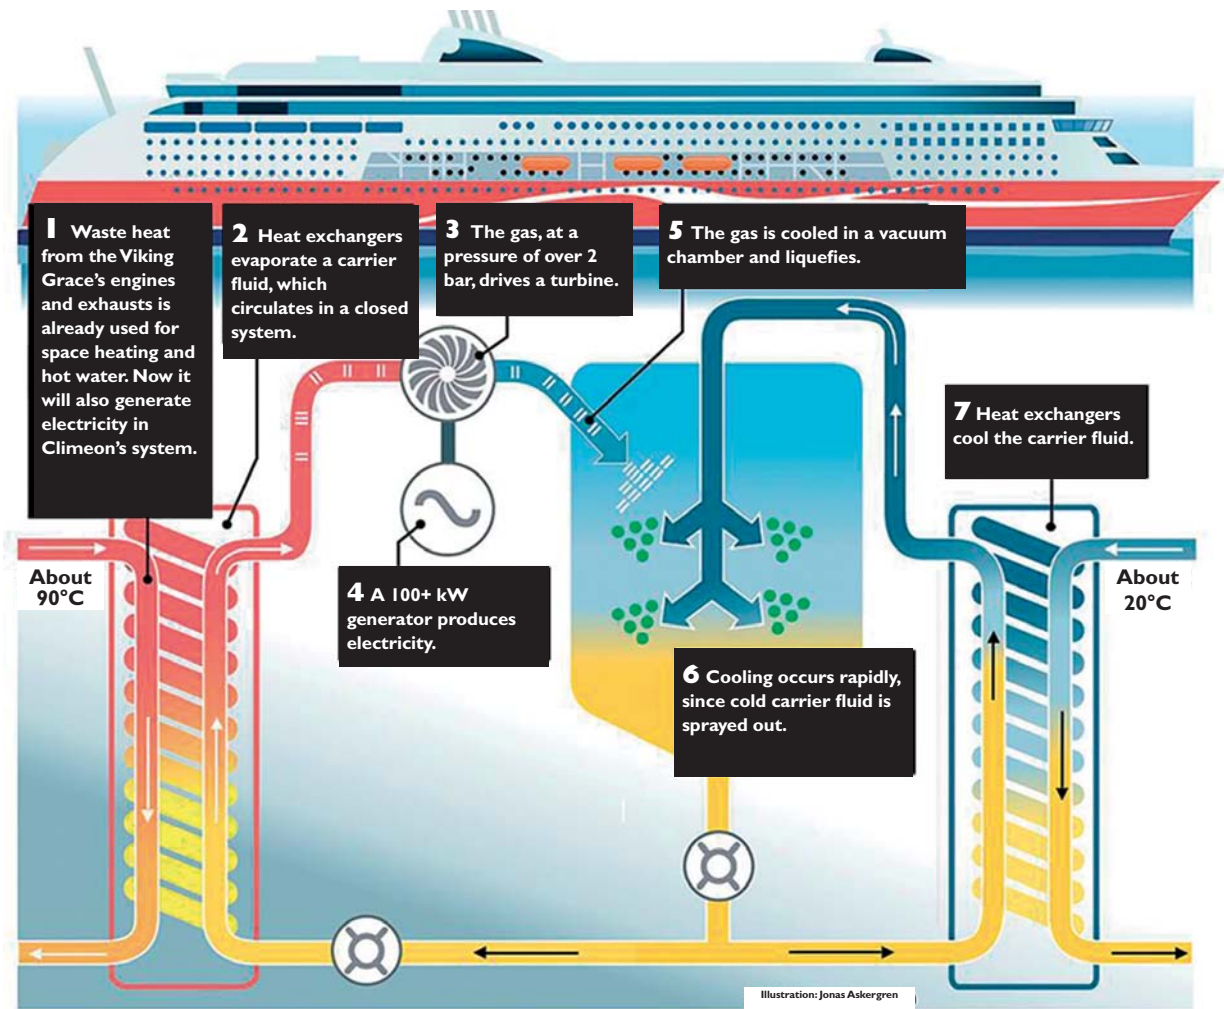 1 Waste heat
from the Viking
Grace's engines
and exhausts is
already used for
space heating and
hot water. Now it
will also generate
electricity in
Climeon's system.
2 Heat exchangers
evaporate a carrier
fluid, which
circulates in a closed
system.
3 The gas, at a
pressure of over 2
bar, drives a turbine.
5 The gas is cooled in a vacuum
chamber and liquefies.
7 Heat exchangers
cool the carrier fluid.
About
90°C
4 A 100+ kW
generator produces
electricity.
About
20°C
6 Cooling occurs rapidly,
since cold carrier fluid is
sprayed out.
Illustration: Jonas Askergren